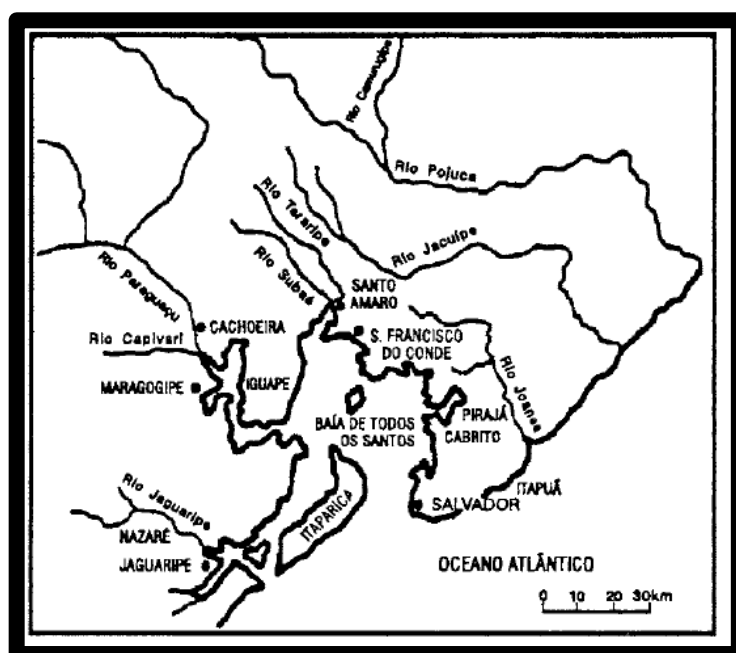 Rio Camurugipe
Rio Pojuca
Rio Tararipe
Rio Jacuipe
Rio Subaé
Rio Paraguaçu
SANTO
AMARO
CACHOEIRA
S. FRANCISCO
DO CONDE
Rio Capivari
Rio Joanes
MARAGOGIPE
IGUAPE
PIRAJÁ
BAÍA DE TODOS
OS SANTOS
CABRITO
ITAPUÃ
SALVADOR
ITAPARICA
Rio Jaguaripe
NAZARÉ
JAGUARIPE
OCEANO ATLÂNTICO
0 10 20 30km